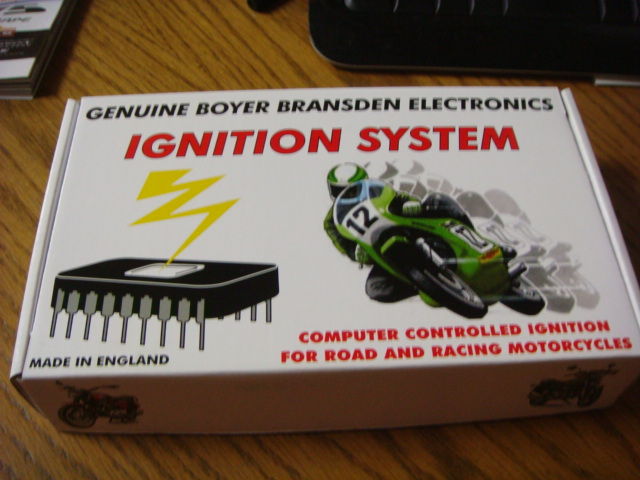 GENUINE BOYER BRANSDEN ELECTRONICS
IGNITION SYSTEM
12
COMPUTER CONTROLLED IGNITION
FOR ROAD AND RACING MOTORCYCLES
MADE IN ENGLAND